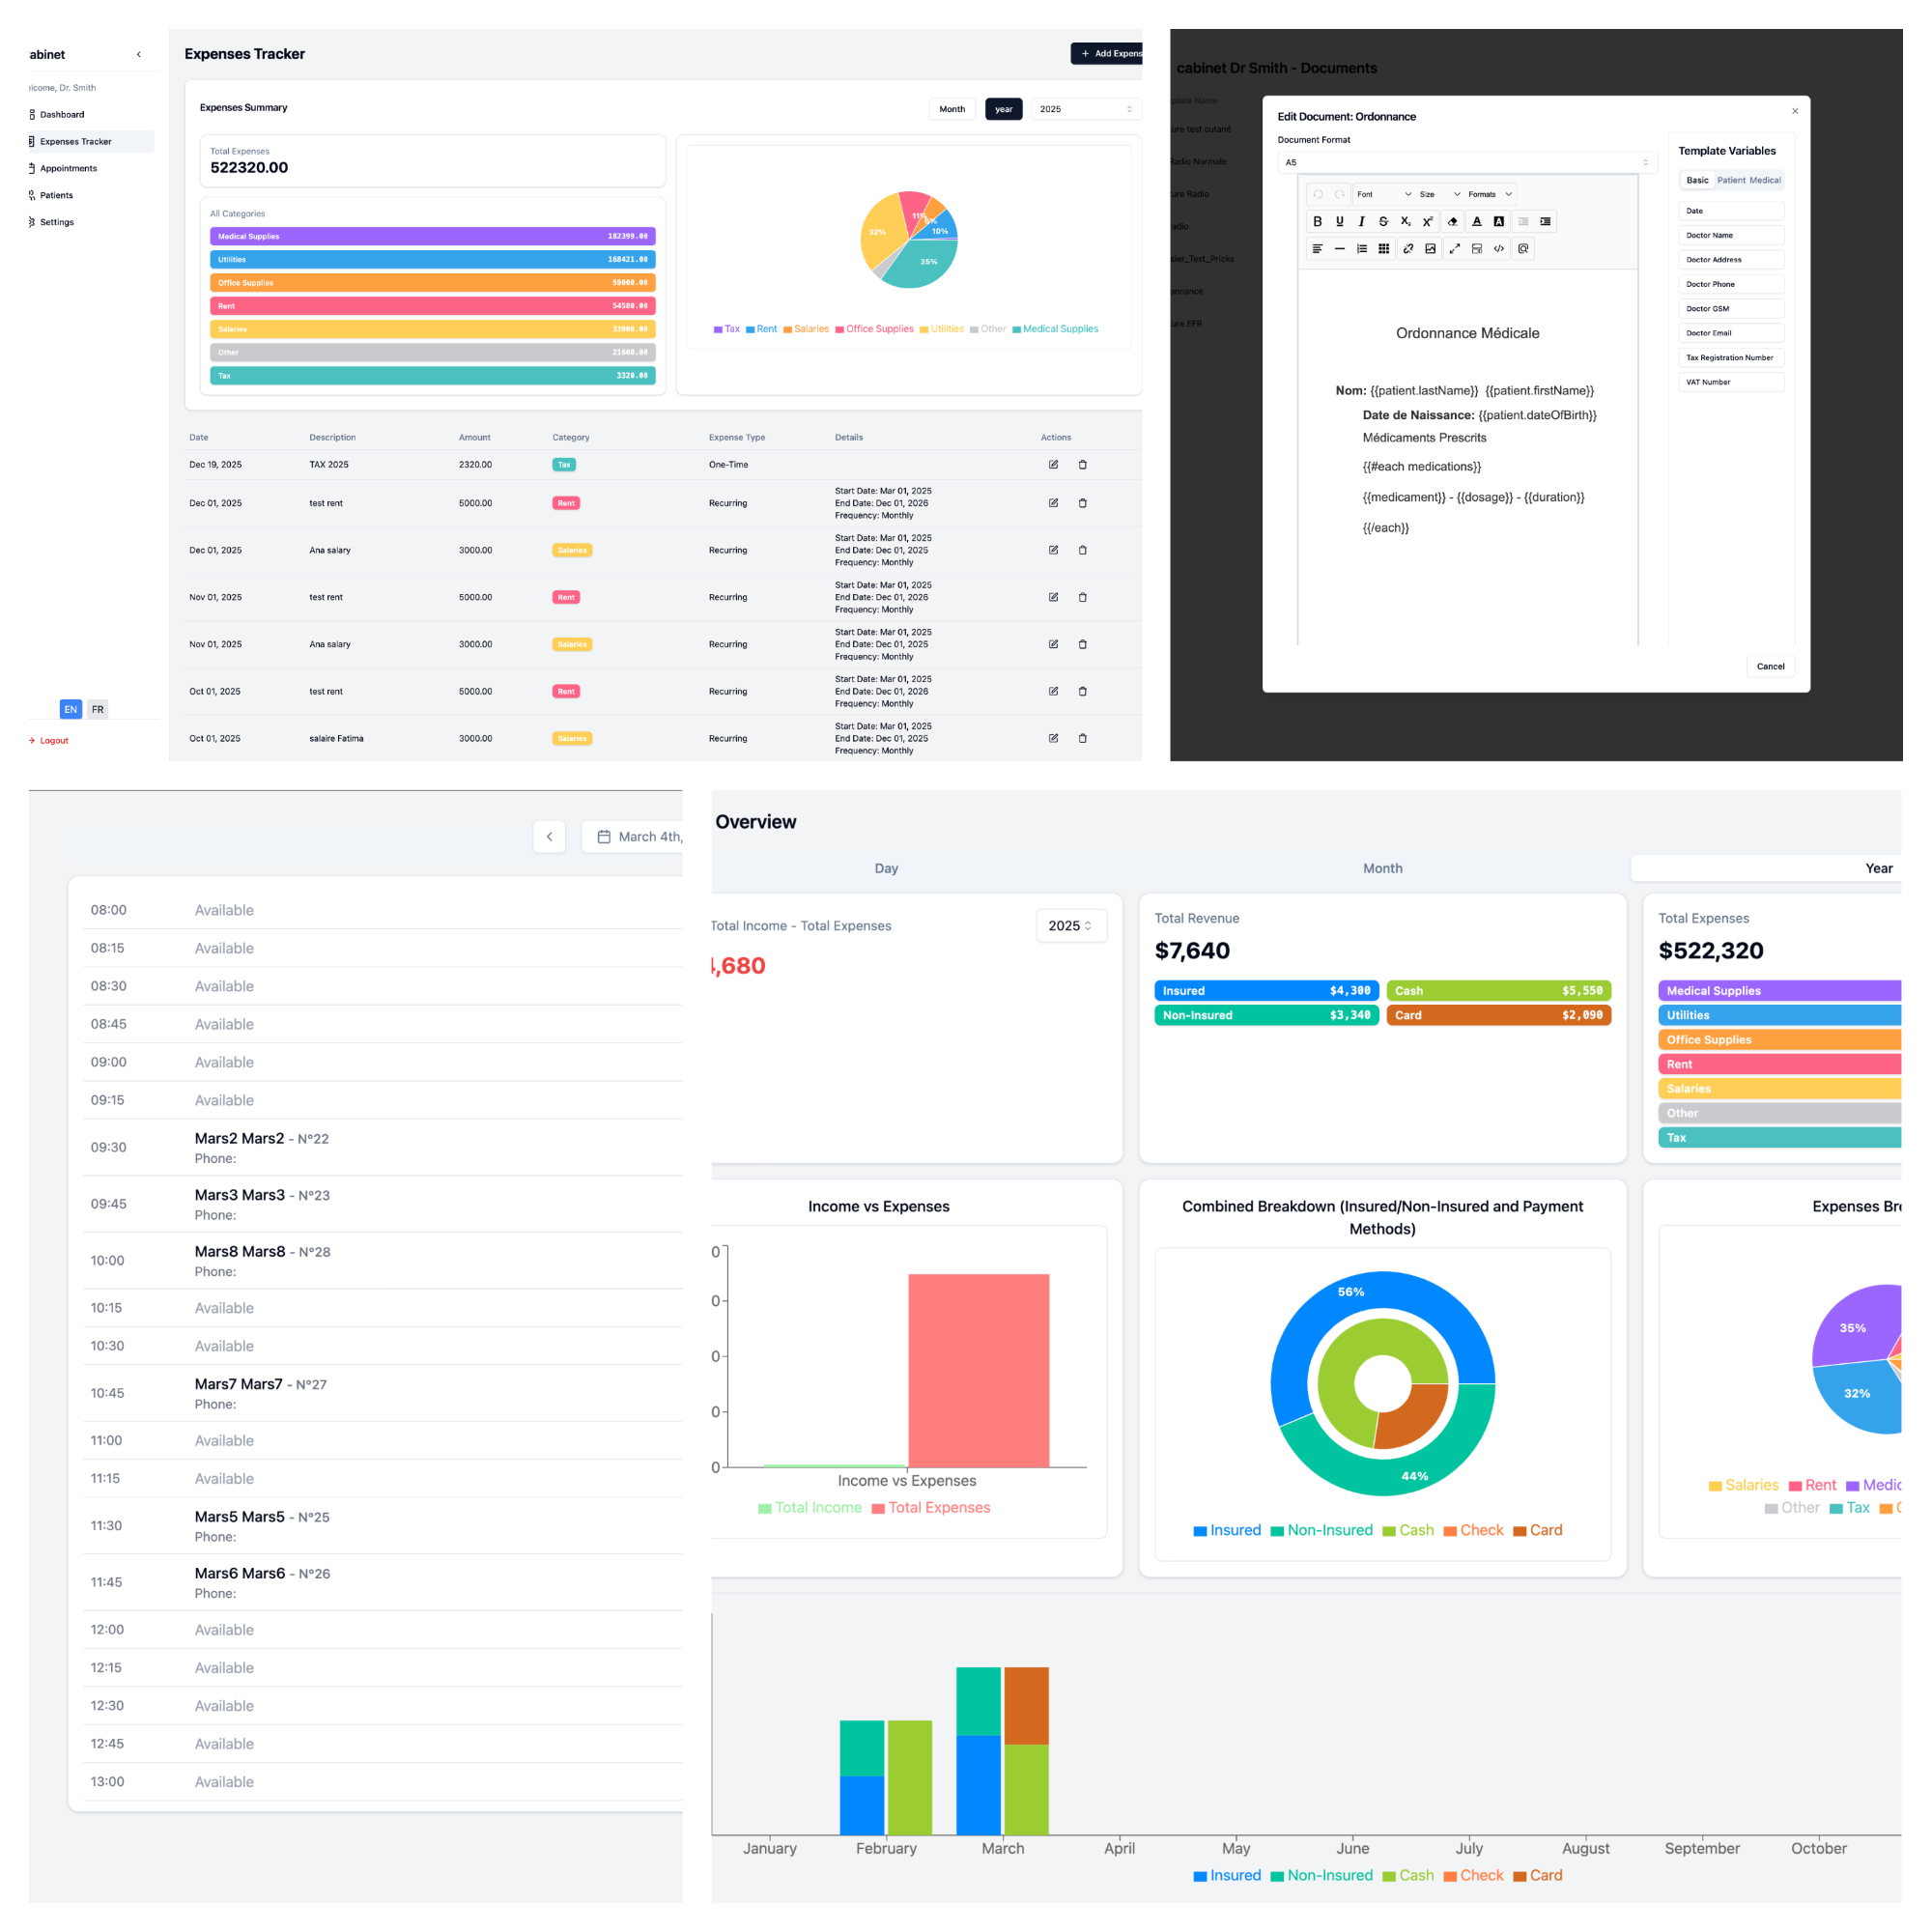 abinet
lcome, Dr. Smith
Dashboard
Expenses Tracker
Appointments
Patients
Settings
EN FR
Logout
Expenses Tracker
+ Add Expens
Expenses Summary
Month year 2025
Total Expenses
522320.00
All Categories
Medical Supplies 182399.00
Utilities 168421.00
Office Supplies 59000.00
Rent 54580.00
Salaries 33000.00
Other 21600.00
Tax 3320.00
11%
10%
32%
35%
Tax Rent Salaries Office Supplies Utilities Other Medical Supplies
Date Description Amount Category Expense Type Details Actions
Dec 19, 2025 TAX 2025 2320.00 Tax One-Time
Start Date: Mar 01, 2025
Dec 01, 2025 test rent 5000.00 Rent Recurring End Date: Dec 01, 2026
Frequency: Monthly
Start Date: Mar 01, 2025
Dec 01, 2025 Ana salary 3000.00 Salaries Recurring End Date: Dec 01, 2025
Frequency: Monthly
Start Date: Mar 01, 2025
Nov 01, 2025 test rent 5000.00 Rent Recurring End Date: Dec 01, 2026
Frequency: Monthly
Start Date: Mar 01, 2025
Nov 01, 2025 Ana salary 3000.00 Salaries Recurring End Date: Dec 01, 2025
Frequency: Monthly
Start Date: Mar 01, 2025
Oct 01, 2025 test rent 5000.00 Rent Recurring End Date: Dec 01, 2026
Frequency: Monthly
Start Date: Mar 01, 2025
Oct 01, 2025 salaire Fatima 3000.00 Salaries Recurring End Date: Dec 01, 2025
Frequency: Monthly
cabinet Dr Smith - Documents
plate Name
ure test cutané
Radio Normale
ure Radio
adio
sier_Test_Pricks
onnance
ure EFR
Edit Document: Ordonnance
Document Format
A5
Font Size Formats
Ordonnance Médicale
Nom: {{patient.lastName}} {{patient.firstName}}
Date de Naissance: {{patient.dateOfBirth}}
Médicaments Prescrits
{{#each medications}}
{{medicament}} - {{dosage}} - {{duration}}
{{/each}}
Template Variables
Basic Patient Medical
Date
Doctor Name
Doctor Address
Doctor Phone
Doctor GSM
Doctor Email
Tax Registration Number
VAT Number
Cancel
March 4th,
08:00 Available
08:15 Available
08:30 Available
08:45 Available
09:00 Available
09:15 Available
09:30 Mars2 Mars2 - N°22
Phone:
09:45 Mars3 Mars3 - N°23
Phone:
10:00 Mars8 Mars8 - N°28
Phone:
10:15 Available
10:30 Available
10:45 Mars7 Mars7 - N°27
Phone:
11:00 Available
11:15 Available
11:30 Mars5 Mars5 - N°25
Phone:
11:45 Mars6 Mars6 - N°26
Phone:
12:00 Available
12:15 Available
12:30 Available
12:45 Available
13:00 Available
Overview
Day Month Year
Total Income - Total Expenses 2025
,680
Total Revenue
$7,640
Insured $4,300 Cash $5,550
Non-Insured $3,340 Card $2,090
Total Expenses
$522,320
Medical Supplies
Utilities
Office Supplies
Rent
Salaries
Other
Tax
Income vs Expenses
0
0
0
0
0
Income vs Expenses
Total Income Total Expenses
Combined Breakdown (Insured/Non-Insured and Payment
Methods)
56%
44%
Insured Non-Insured Cash Check Card
Expenses Bre
35%
32%
Salaries Rent Medic
Other Tax
January February March April May June July August September October
Insured Non-Insured Cash Check Card